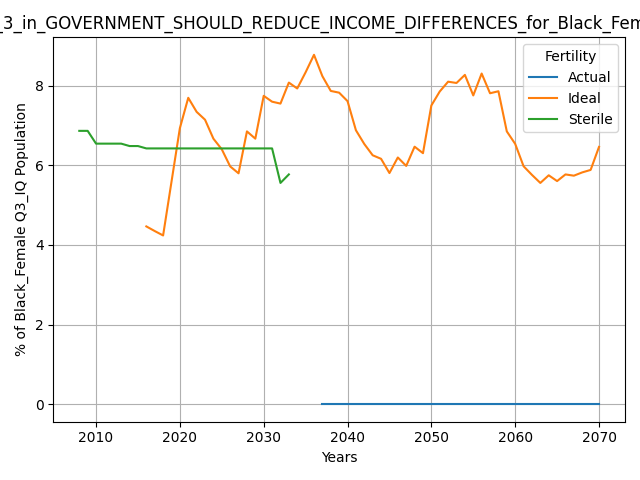 _3_in_GOVERNMENT_SHOULD_REDUCE_INCOME_DIFFERENCES_for_Black_Fem
Fertility
Actual
Ideal
Sterile
% of Black_Female Q3_IQ Population
8
6
4
2
0
2010 2020 2030 2040 2050 2060 2070
Years